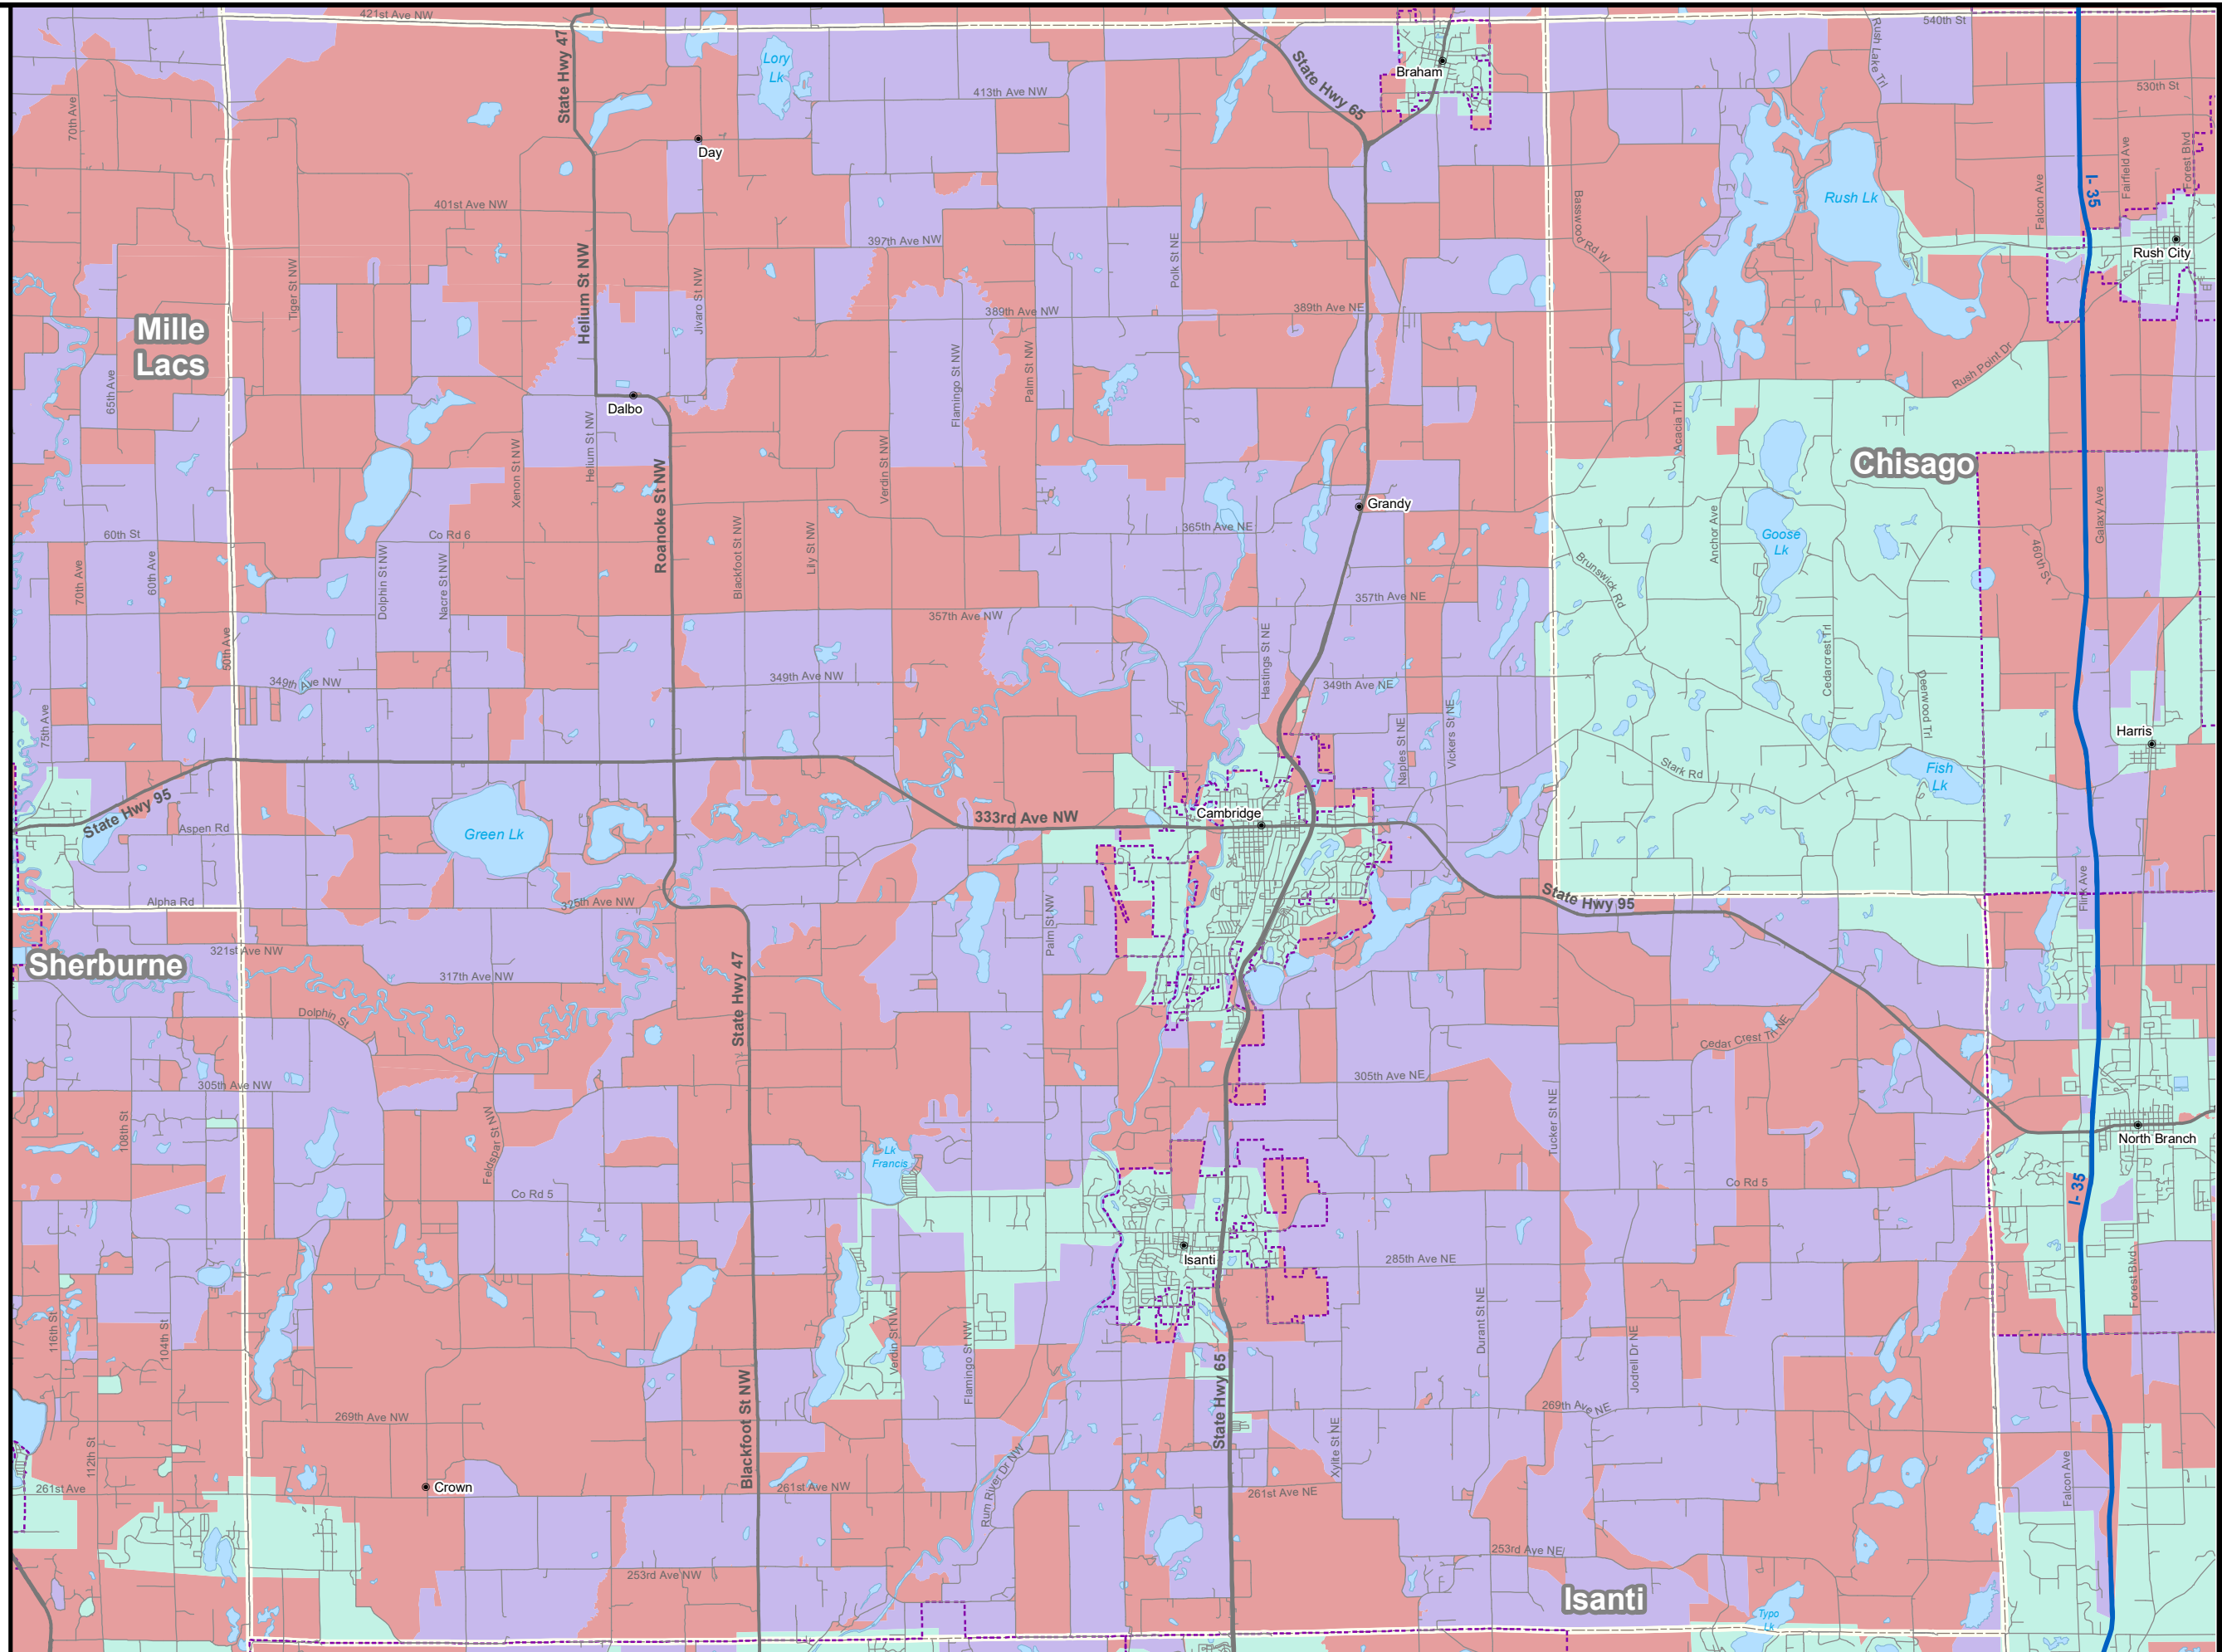 421st Ave NW
540th St
State Hwy 47
Lory
Lk
State Hwy 65
Braham
Rush Lake Trl
530th St
70th Ave
413th Ave NW
Day
Basswood Rd W
Rush Lk
I- 35
Falcon Ave
Fairfield Ave
Forest Blvd
401st Ave NW
397th Ave NW
Polk St NE
Rush City
Tiger St NW
Helium St NW
Jivaro St NW
389th Ave NW
389th Ave NE
Mille
Lacs
65th Ave
Flamingo St NW
Palm St NW
Rush Point Dr
Dalbo
Xenon St NW
Helium St NW
Roanoke St NW
Verdin St NW
Acacia Trl
Chisago
Grandy
60th St
Co Rd 6
365th Ave NE
Anchor Ave
Goose
Lk
Galaxy Ave
460th St
70th Ave
60th Ave
Dolphin St NW
Nacre St NW
Blackfoot St NW
Lily St NW
Brunswick Rd
357th Ave NW
357th Ave NE
50th Ave
349th Ave NW
349th Ave NW
Hastings St NE
349th Ave NE
Cedarcrest Trl
Deerwood Trl
75th Ave
Naples St NE
Vickers St NE
Harris
Stark Rd
Fish
Lk
State Hwy 95
Aspen Rd
Green Lk
333rd Ave NW
Cambridge
Alpha Rd
325th Ave NW
State Hwy 95
Flink Ave
Palm St NW
321st Ave NW
Sherburne
317th Ave NW
State Hwy 47
Dolphin St
Cedar Crest Trl NE
305th Ave NW
305th Ave NE
108th St
Feldspar St NW
Tucker St NE
North Branch
Lk
Francis
Co Rd 5
Co Rd 5
I- 35
Isanti
285th Ave NE
116th St
104th St
Verdin St NW
Flamingo St NW
Durant St NE
Jodrell Dr NE
Forest Blvd
State Hwy 65
Blackfoot St NW
269th Ave NW
269th Ave NE
112th St
Xylite St NE
Rum River Dr NW
Falcon Ave
261st Ave
Crown
261st Ave NW
261st Ave NE
253rd Ave NW
253rd Ave NE
Isanti
Typo
Lk